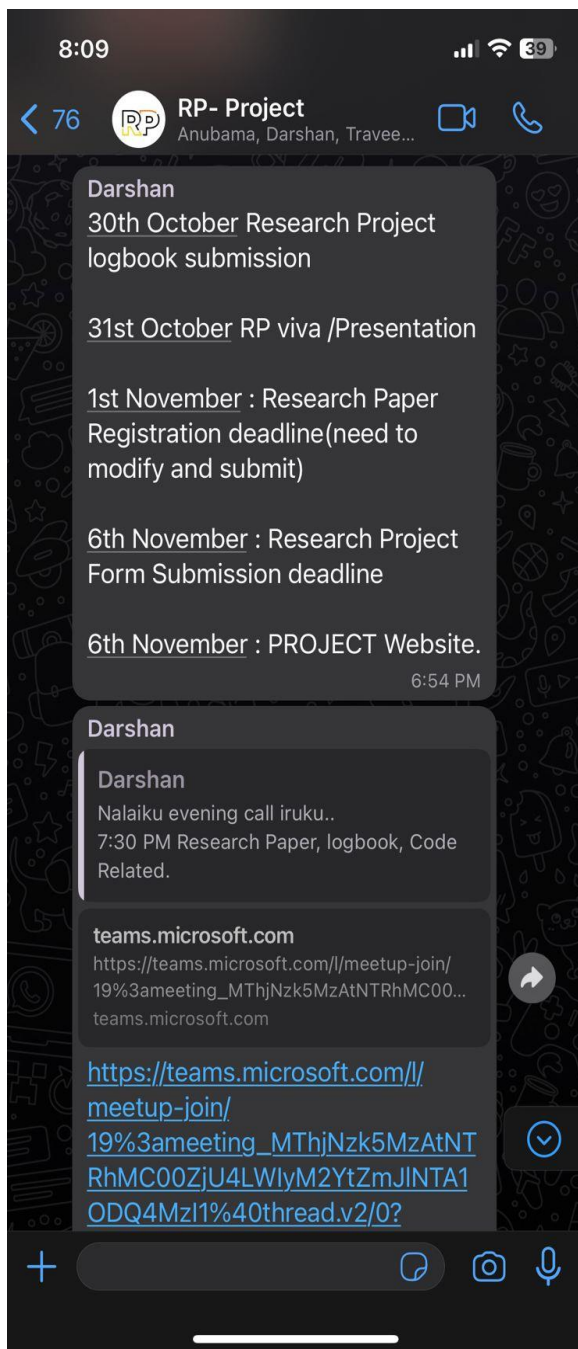 8:09
39
76
RP
RP- Project
Anubama, Darshan, Travee...
Darshan
30th October Research Project
logbook submission
31st October RP viva /Presentation
1st November : Research Paper
Registration deadline(need to
modify and submit)
6th November : Research Project
Form Submission deadline
6th November : PROJECT Website.
6:54 PM
Darshan
Darshan
Nalaiku evening call iruku..
7:30 PM Research Paper, logbook, Code
Related.
teams.microsoft.com
https://teams.microsoft.com/l/meetup-join/
19%3ameeting_MThjNzk5MzAtNTRhMC00...
teams.microsoft.com
https://teams.microsoft.com/l/
meetup-join/
19%3ameeting_MThjNzk5MzAtNT
RhMC00ZjU4LWIyM2YtZmJlNTA1
ODQ4MzI1%40thread.v2/0?